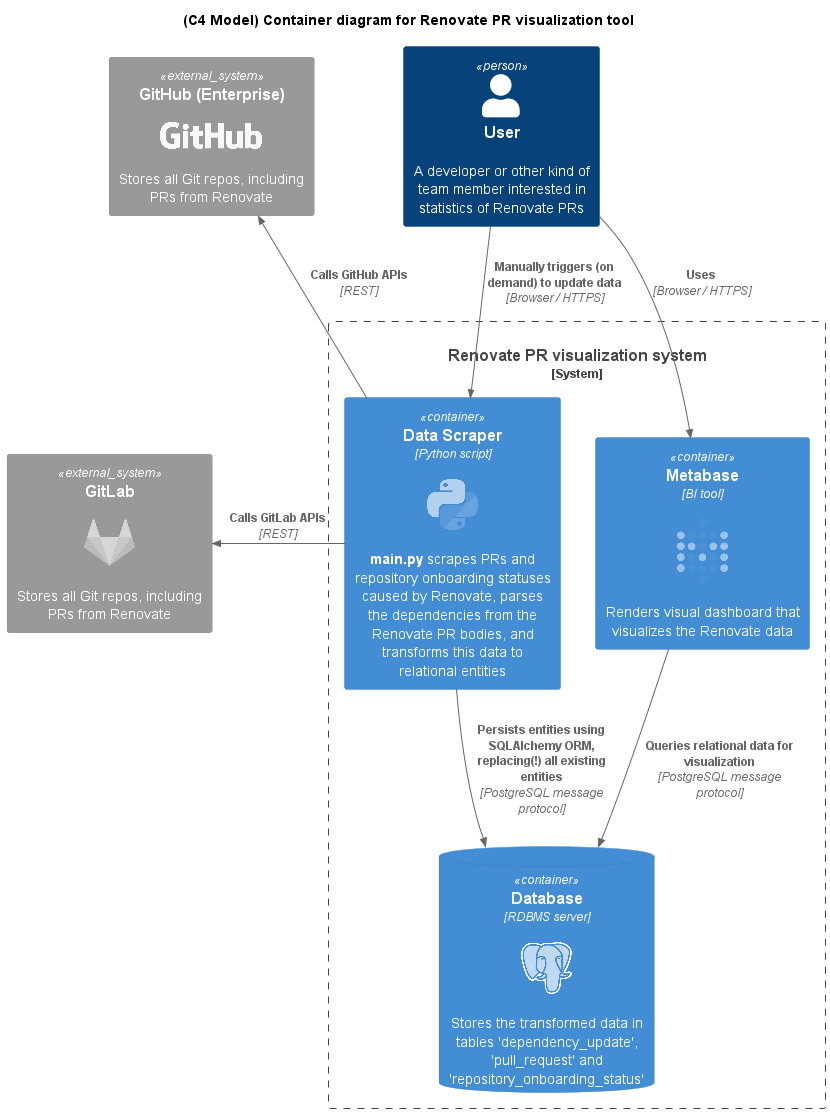 (C4 Model) Container diagram for Renovate PR visualization tool
«external_system»
GitHub (Enterprise)
GitHub
Stores all Git repos, including
PRs from Renovate
«person»
User
A developer or other kind of
team member interested in
statistics of Renovate PRs
Calls GitHub APIs
[REST]
Manually triggers (on
demand) to update data
[Browser / HTTPS]
Uses
[Browser / HTTPS]
Renovate PR visualization system
[System]
«container»
Data Scraper
[Python script]
main.py scrapes PRs and
repository onboarding statuses
caused by Renovate, parses
the dependencies from the
Renovate PR bodies, and
transforms this data to
relational entities
«container»
Metabase
[BI tool]
Renders visual dashboard that
visualizes the Renovate data
«external_system»
GitLab
Stores all Git repos, including
PRs from Renovate
Calls GitLab APIs
[REST]
Persists entities using
SQLAlchemy ORM,
replacing(!) all existing
entities
[PostgreSQL message
protocol]
Queries relational data for
visualization
[PostgreSQL message
protocol]
«container»
Database
[RDBMS server]
Stores the transformed data in
tables 'dependency_update',
'pull_request' and
'repository_onboarding_status'